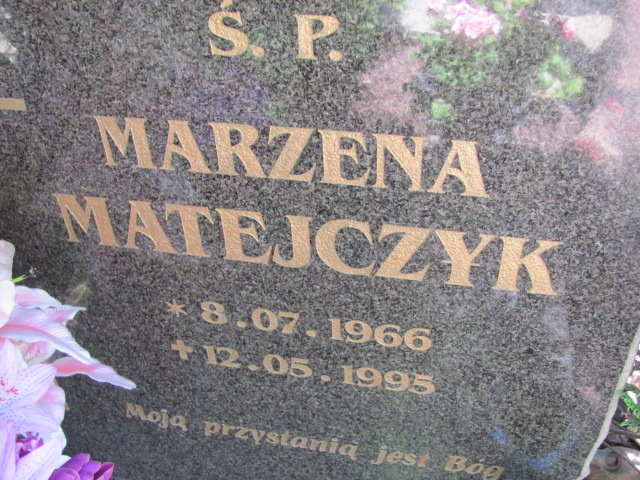 Ś. P.
MARZENA
MATEJCZYK
* 8.07.1966
✝ 12.05.1995
Moją przystanią jest Bóg